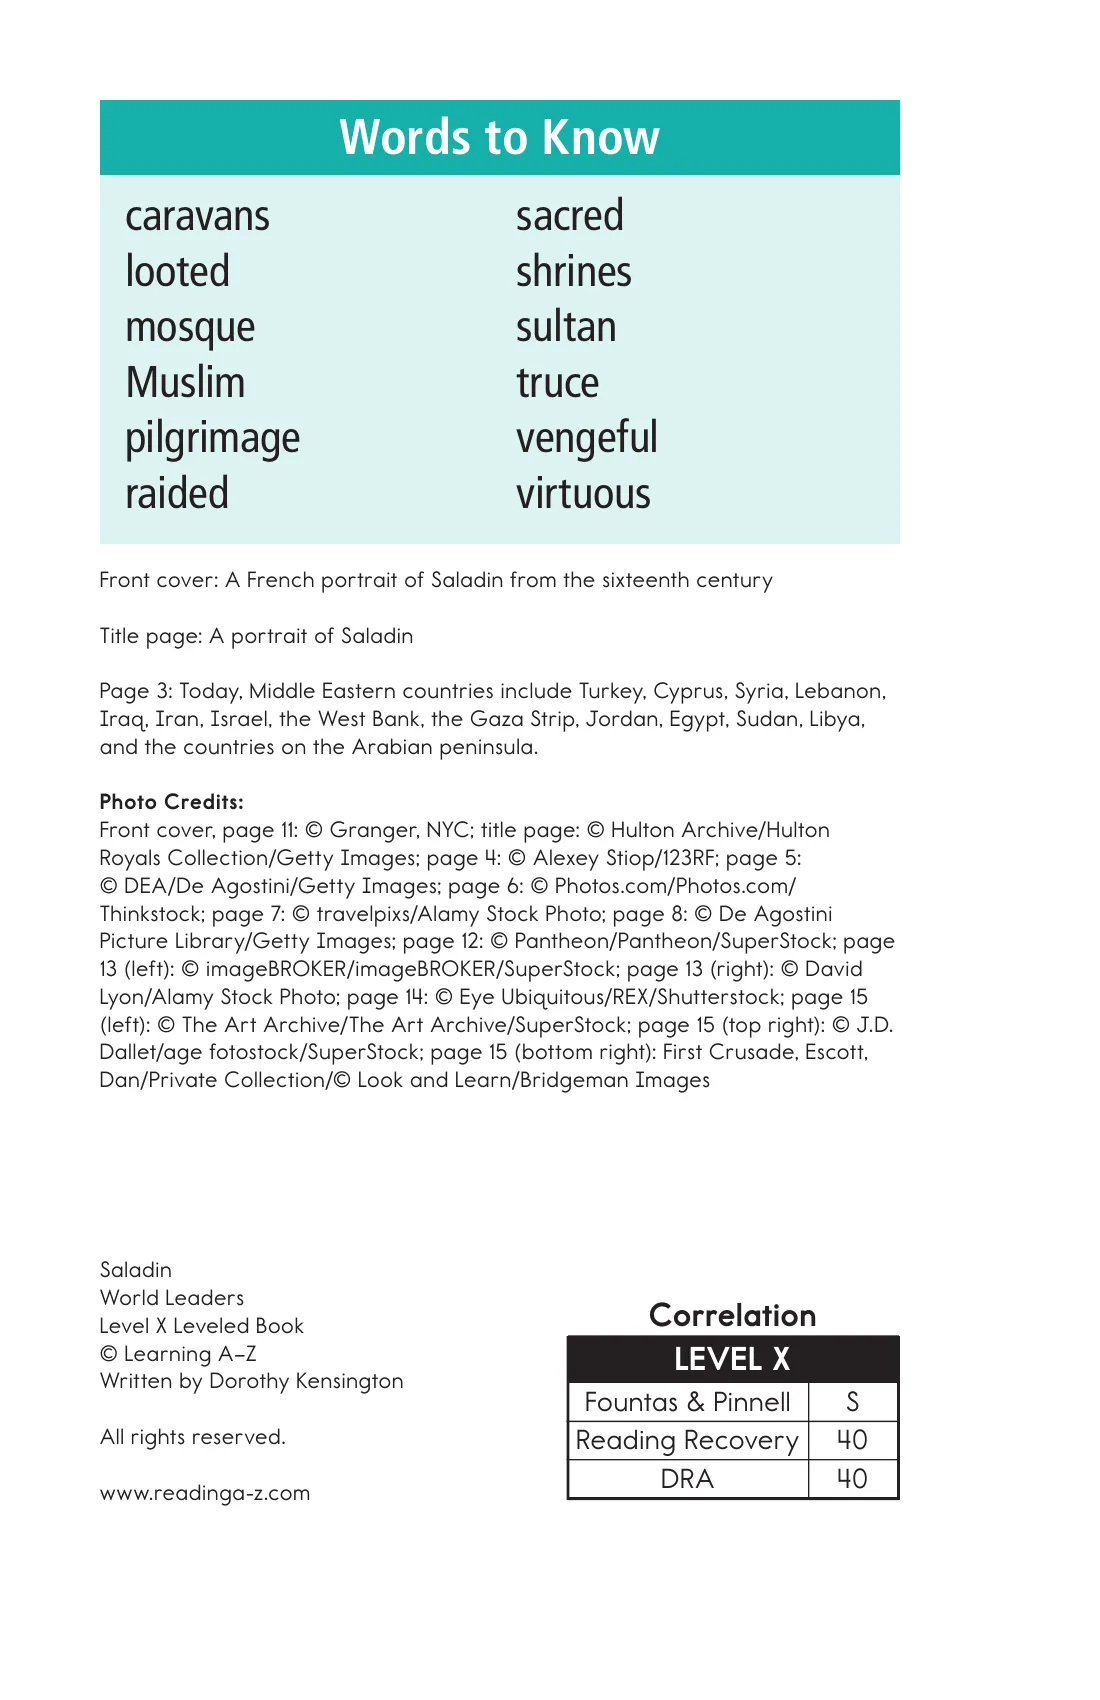 Words to Know
caravans
looted
mosque
Muslim
pilgrimage
raided
sacred
shrines
sultan
truce
vengeful
virtuous
Front cover: A French portrait of Saladin from the sixteenth century
Title page: A portrait of Saladin
Page 3: Today, Middle Eastern countries include Turkey, Cyprus, Syria, Lebanon,
Iraq, Iran, Israel, the West Bank, the Gaza Strip, Jordan, Egypt, Sudan, Libya,
and the countries on the Arabian peninsula.
Photo Credits:
Front cover, page 11: © Granger, NYC; title page: © Hulton Archive/Hulton
Royals Collection/Getty Images; page 4: © Alexey Stiop/123RF; page 5:
© DEA/De Agostini/Getty Images; page 6: © Photos.com/Photos.com/
Thinkstock; page 7: © travelpixs/Alamy Stock Photo; page 8: © De Agostini
Picture Library/Getty Images; page 12: © Pantheon/Pantheon/SuperStock; page
13 (left): © imageBROKER/imageBROKER/SuperStock; page 13 (right): © David
Lyon/Alamy Stock Photo; page 14: © Eye Ubiquitous/REX/Shutterstock; page 15
(left): © The Art Archive/The Art Archive/SuperStock; page 15 (top right): © J.D.
Dallet/age fotostock/SuperStock; page 15 (bottom right): First Crusade, Escott,
Dan/Private Collection/© Look and Learn/Bridgeman Images
Saladin
World Leaders
Level X Leveled Book
© Learning A–Z
Written by Dorothy Kensington
All rights reserved.
www.readinga-z.com
Correlation
LEVEL X
Fountas & Pinnell S
Reading Recovery 40
DRA 40